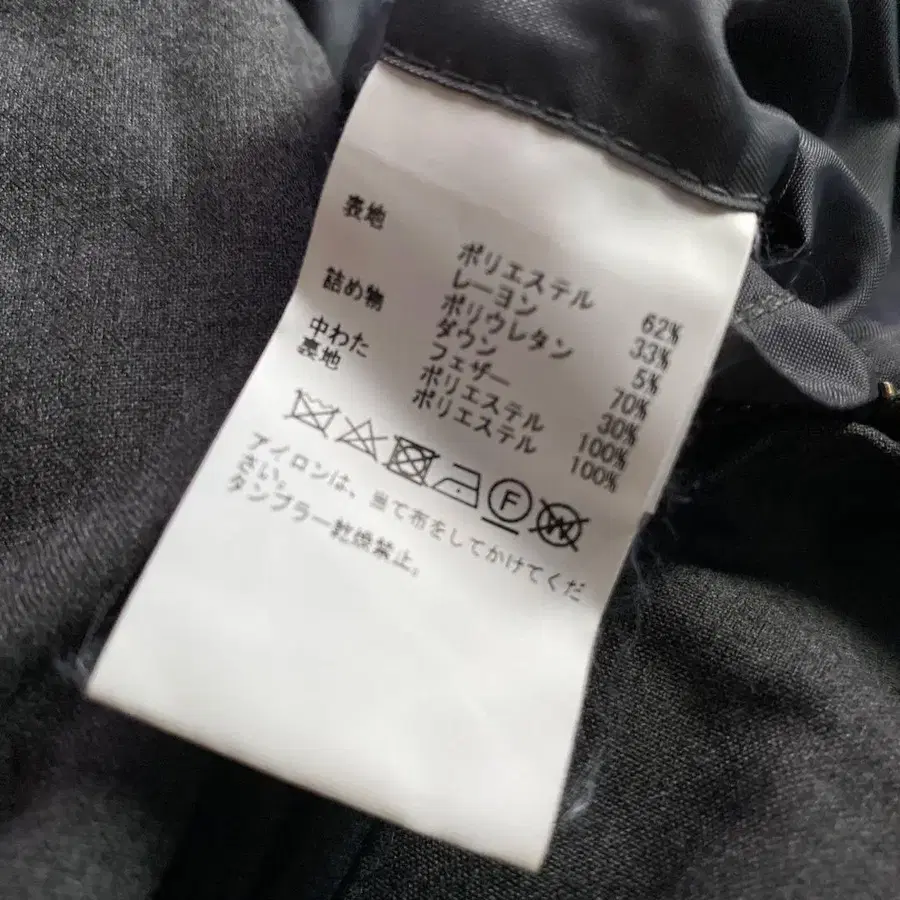 表地 ポリエステル 62%
レーヨン 33%
ポリウレタン 5%
詰め物 ダウン 70%
フェザー 30%
中わた ポリエステル 100%
裏地 ポリエステル 100%
F W
アイロンは、当て布をしてかけてくだ
さい。
タンブラー乾燥禁止。